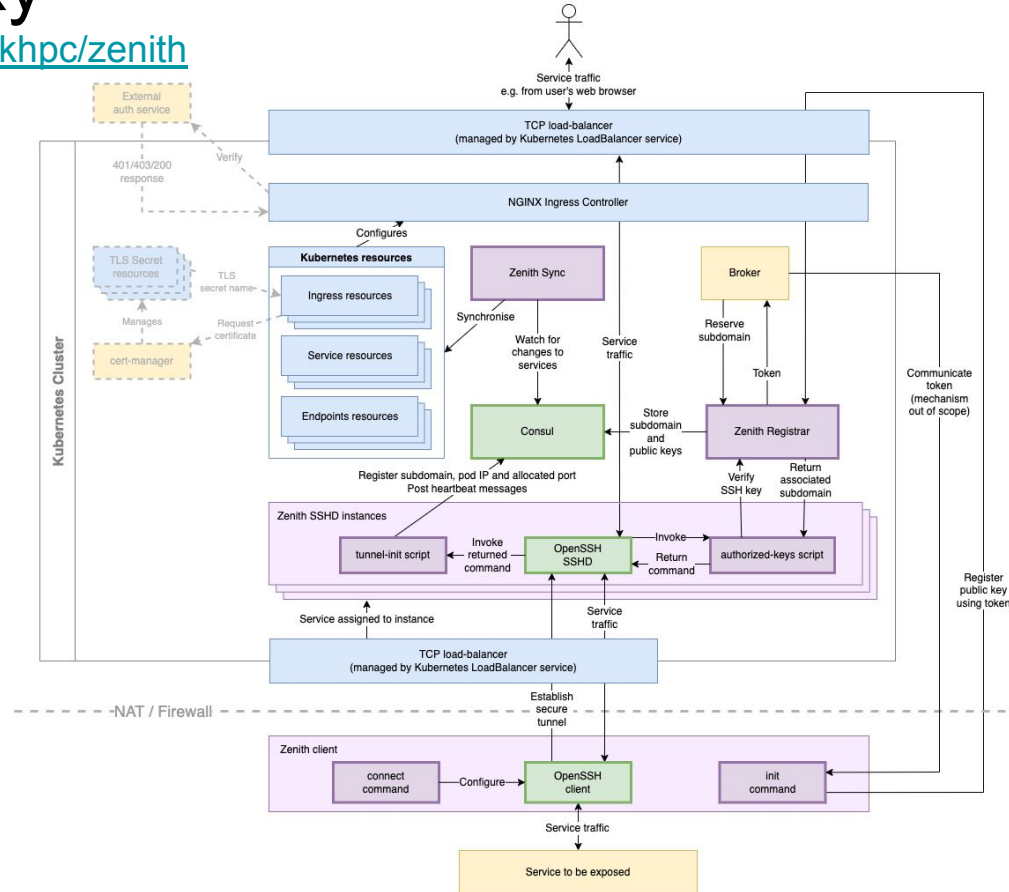 khpc/zenith
Service traffic
e.g. from user's web browser
External
auth service
TCP load-balancer
(managed by Kubernetes LoadBalancer service)
Verify
401/403/200
response
NGINX Ingress Controller
Configures
Kubernetes resources
TLS Secret
resources
TLS
secret name
Ingress resources
Zenith Sync
Broker
Synchronise
Manages
Request
certificate
Service resources
Watch for
changes to
services
Service
traffic
Reserve
subdomain
Token
cert-manager
Communicate
token
(mechanism
out of scope)
Kubernetes Cluster
Endpoints resources
Consul
Store
subdomain
and
public keys
Zenith Registrar
Register subdomain, pod IP and allocated port
Post heartbeat messages
Verify
SSH key
Return
associated
subdomain
Zenith SSHD instances
tunnel-init script
Invoke
returned
command
OpenSSH
SSHD
Invoke
Return
command
authorized-keys script
Register
public key
using token
Service assigned to instance
Service
traffic
TCP load-balancer
(managed by Kubernetes LoadBalancer service)
Establish
secure
tunnel
NAT / Firewall
Zenith client
connect
command
Configure
OpenSSH
client
init
command
Service traffic
Service to be exposed